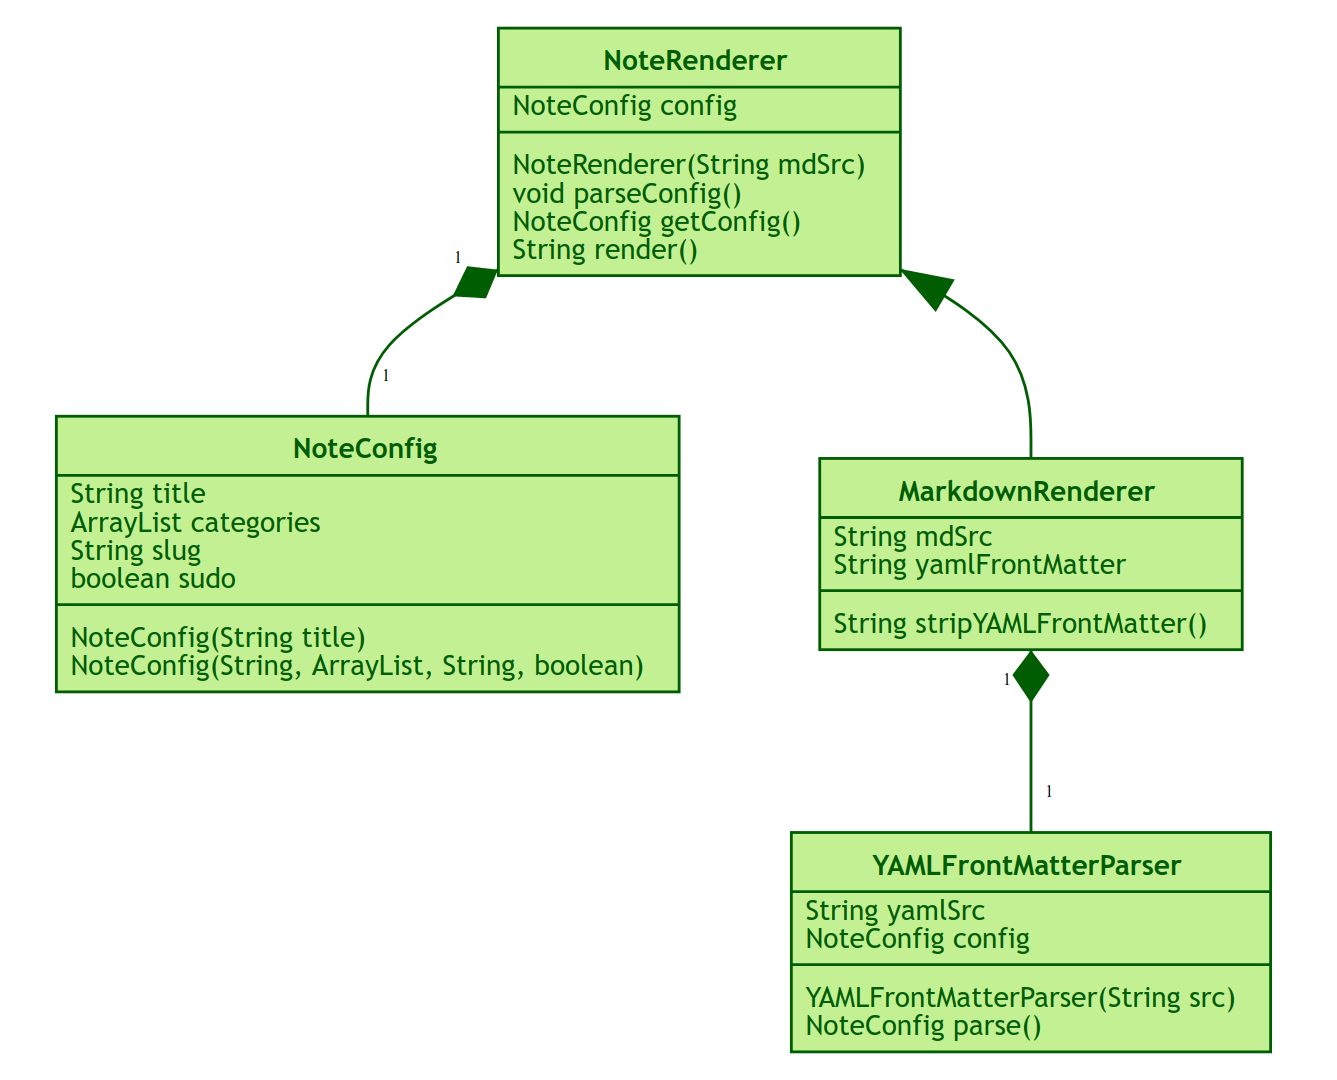 NoteRenderer
NoteConfig config
NoteRenderer(String mdSrc)
void parseConfig()
NoteConfig getConfig()
String render()
1
1
NoteConfig
String title
ArrayList categories
String slug
boolean sudo
NoteConfig(String title)
NoteConfig(String, ArrayList, String, boolean)
MarkdownRenderer
String mdSrc
String yamlFrontMatter
String stripYAMLFrontMatter()
1
1
YAMLFrontMatterParser
String yamlSrc
NoteConfig config
YAMLFrontMatterParser(String src)
NoteConfig parse()